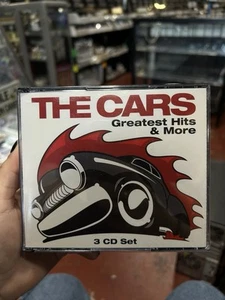 THE CARS
Greatest Hits
& More
3 CD Set